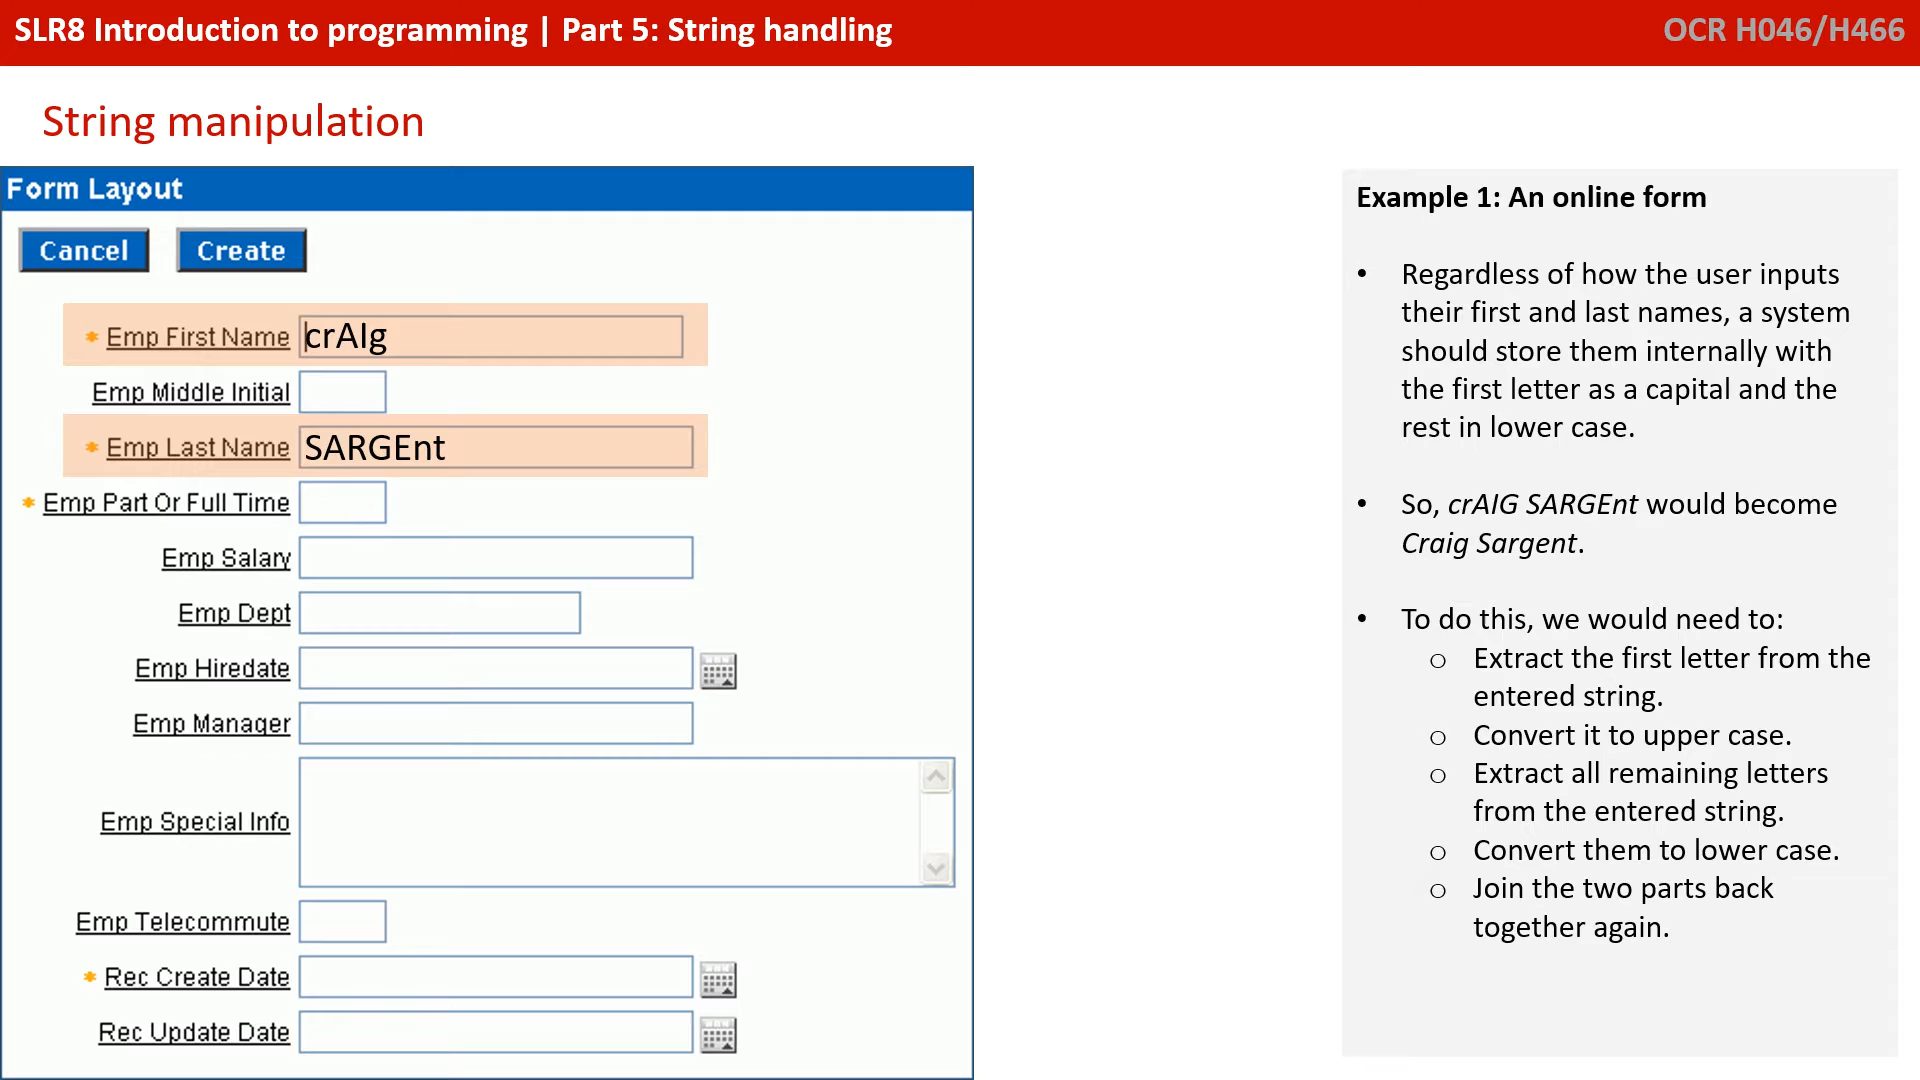 SLR8 Introduction to programming | Part 5: String handling
OCR H046/H466
String manipulation
Form Layout
Cancel
Create
* Emp First Name crAIg
Emp Middle Initial
* Emp Last Name SARGEnt
* Emp Part Or Full Time
Emp Salary
Emp Dept
Emp Hiredate
Emp Manager
Emp Special Info
Emp Telecommute
* Rec Create Date
Rec Update Date
Example 1: An online form
• Regardless of how the user inputs
their first and last names, a system
should store them internally with
the first letter as a capital and the
rest in lower case.
• So, crAIG SARGEnt would become
Craig Sargent.
• To do this, we would need to:
o Extract the first letter from the
entered string.
o Convert it to upper case.
o Extract all remaining letters
from the entered string.
o Convert them to lower case.
o Join the two parts back
together again.